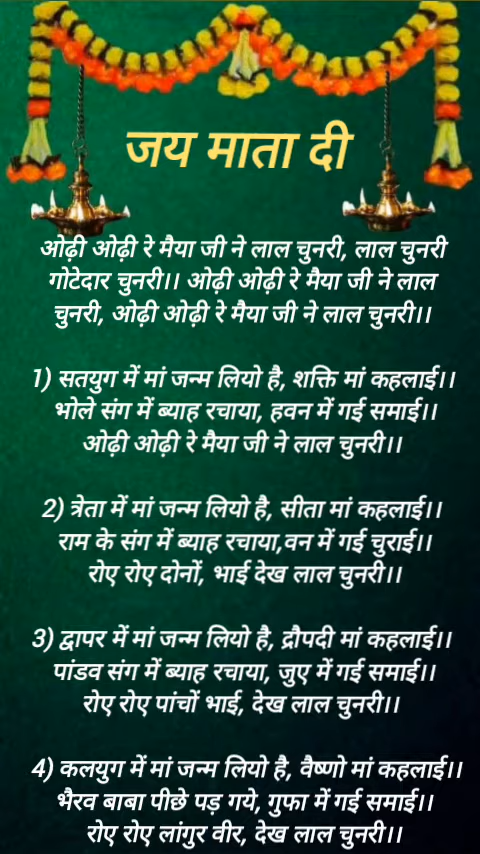 जय माता दी
ओढ़ी ओढ़ी रे मैया जी ने लाल चुनरी, लाल चुनरी
गोटेदार चुनरी।। ओढ़ी ओढ़ी रे मैया जी ने लाल
चुनरी, ओढ़ी ओढ़ी रे मैया जी ने लाल चुनरी।।
1) सतयुग में मां जन्म लियो है, शक्ति मां कहलाई।।
भोले संग में ब्याह रचाया, हवन में गई समाई।।
ओढ़ी ओढ़ी रे मैया जी ने लाल चुनरी।।
2) त्रेता में मां जन्म लियो है, सीता मां कहलाई।।
राम के संग में ब्याह रचाया,वन में गई चुराई।।
रोए रोए दोनों, भाई देख लाल चुनरी।।
3) द्वापर में मां जन्म लियो है, द्रौपदी मां कहलाई।।
पांडव संग में ब्याह रचाया, जुए में गई समाई।।
रोए रोए पांचों भाई, देख लाल चुनरी।।
4) कलयुग में मां जन्म लियो है, वैष्णो मां कहलाई।।
भैरव बाबा पीछे पड़ गये, गुफा में गई समाई।।
रोए रोए लांगुर वीर, देख लाल चुनरी।।